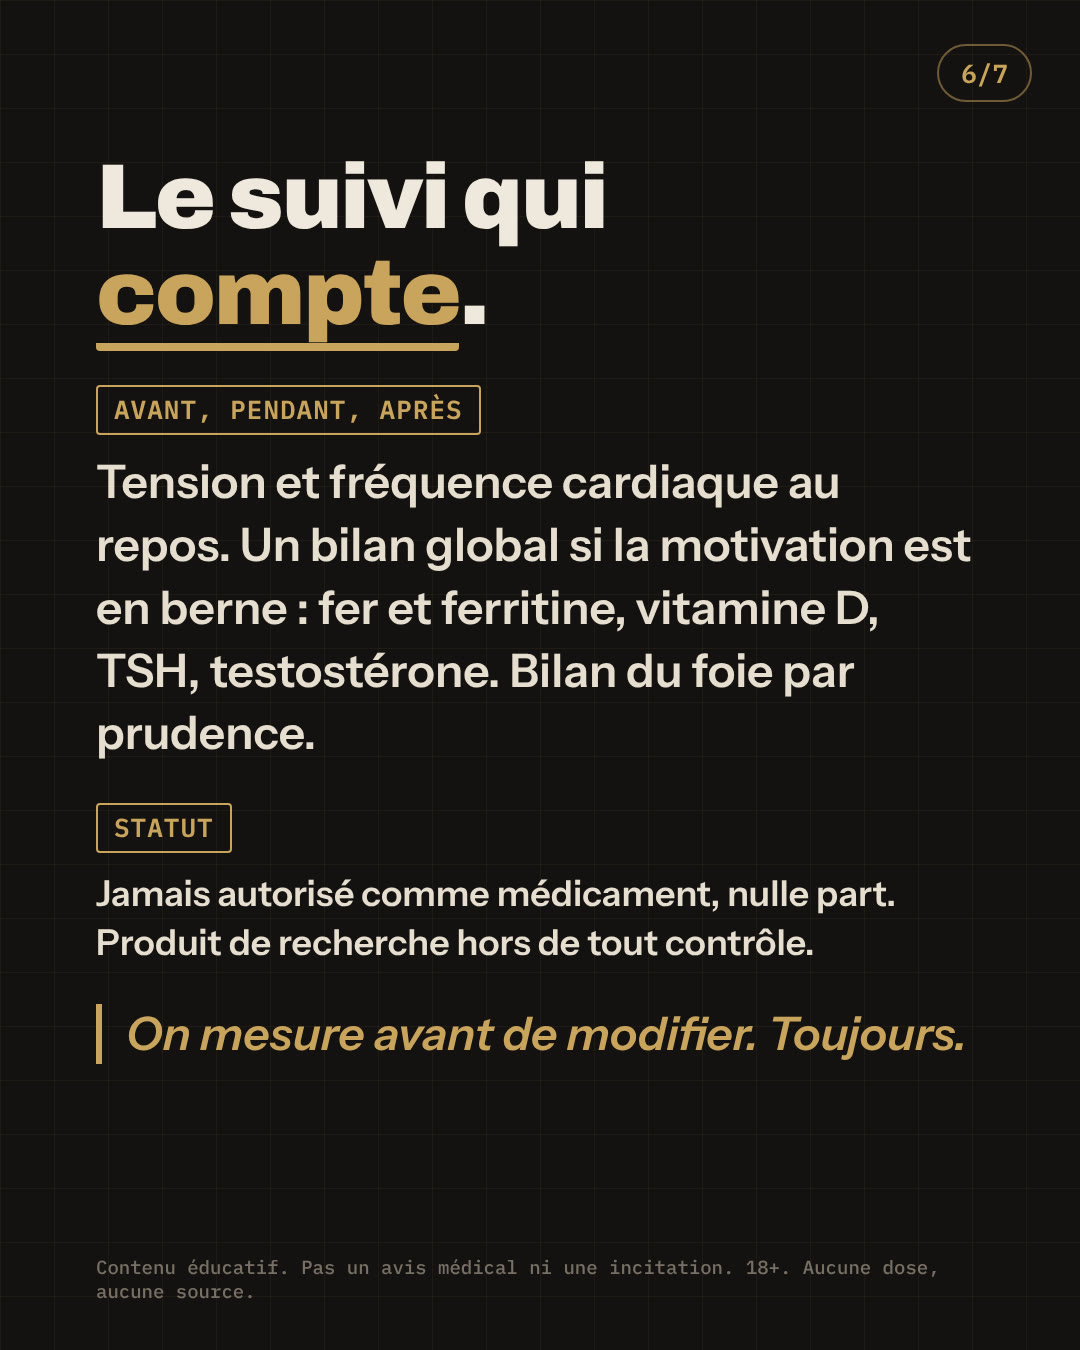 6/7
Le suivi qui
compte.
AVANT, PENDANT, APRÈS
Tension et fréquence cardiaque au
repos. Un bilan global si la motivation est
en berne : fer et ferritine, vitamine D,
TSH, testostérone. Bilan du foie par
prudence.
STATUT
Jamais autorisé comme médicament, nulle part.
Produit de recherche hors de tout contrôle.
On mesure avant de modifier. Toujours.
Contenu éducatif. Pas un avis médical ni une incitation. 18+. Aucune dose,
aucune source.